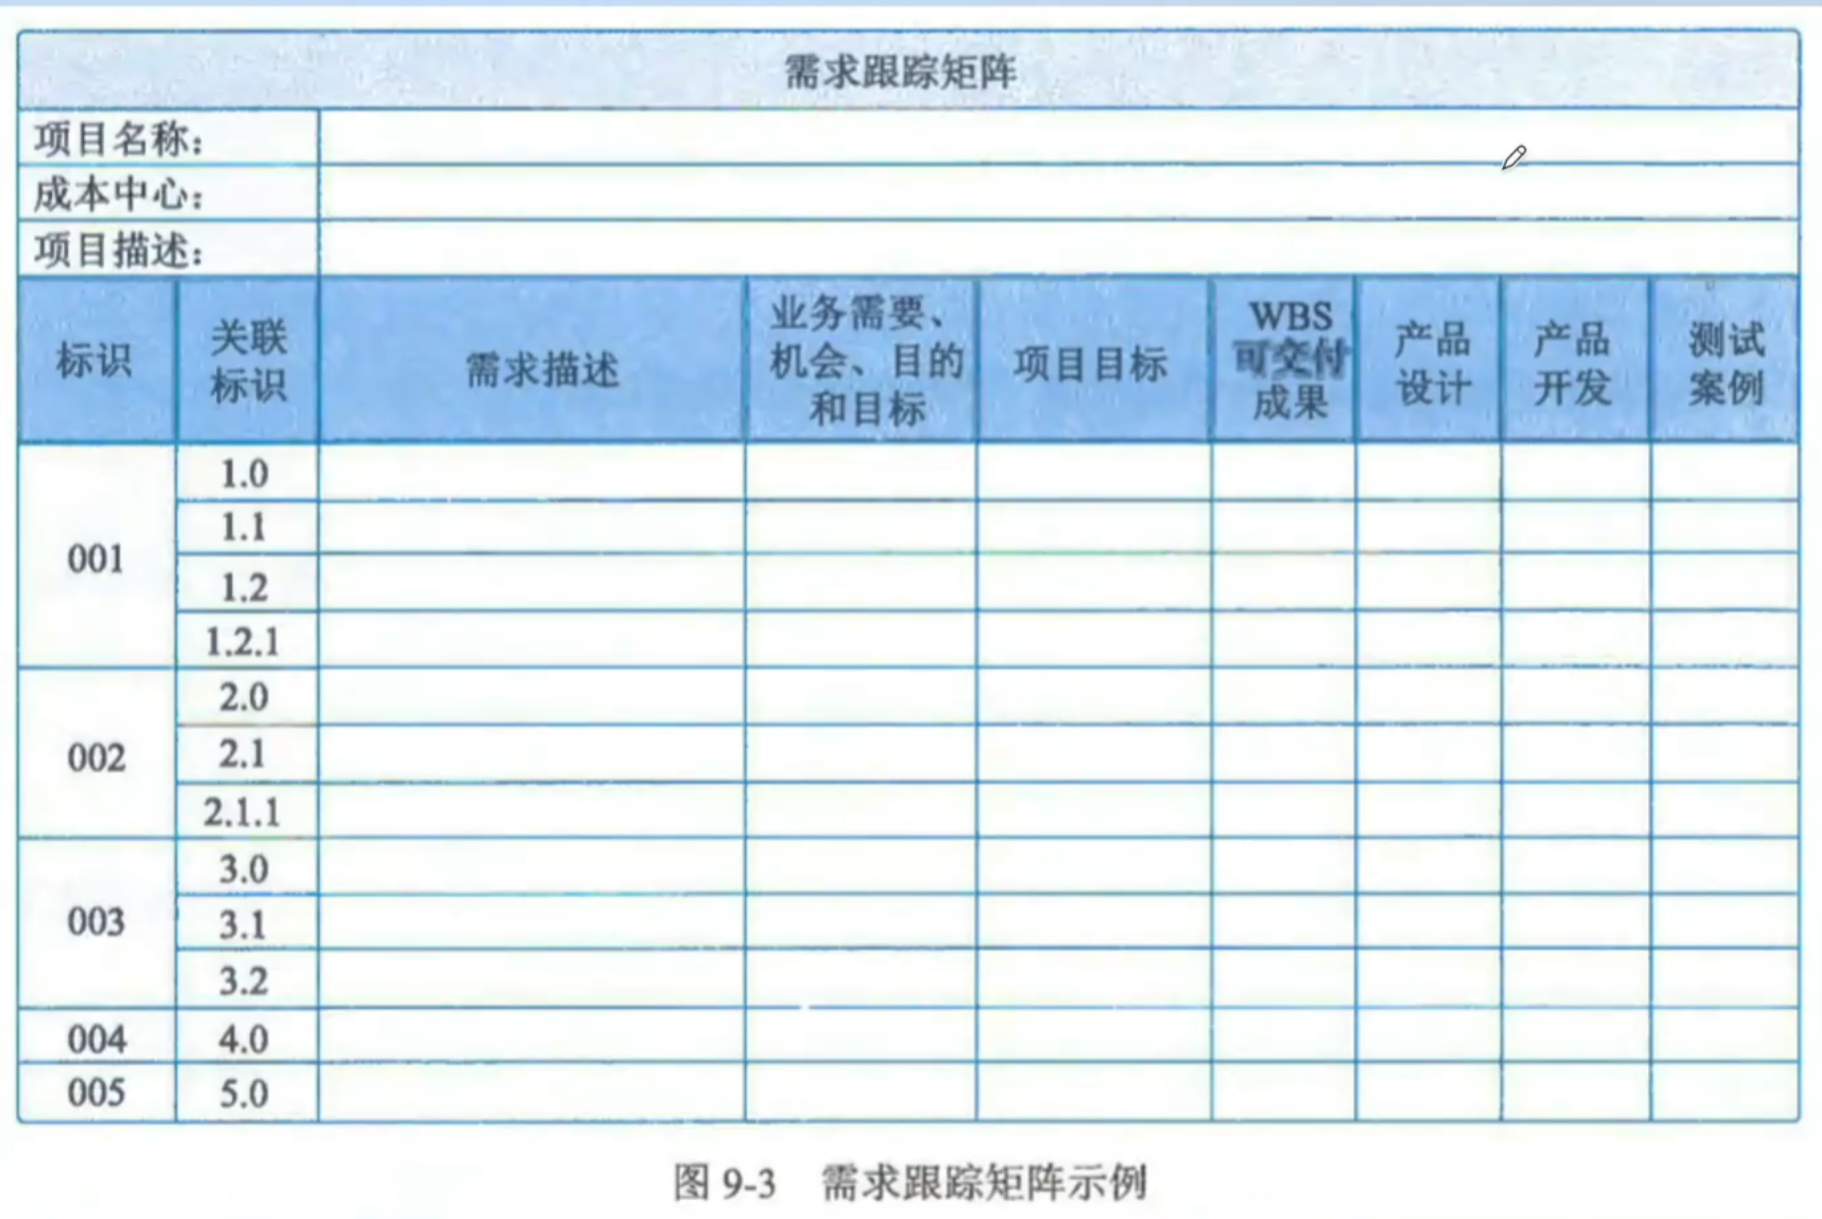 需求跟踪矩阵
项目名称：
成本中心：
项目描述：
标识
关联
标识
需求描述
业务需要、
机会、目的
和目标
项目目标
WBS
可交付
成果
产品
设计
产品
开发
测试
案例
001
1.0
1.1
1.2
1.2.1
002
2.0
2.1
2.1.1
003
3.0
3.1
3.2
004
4.0
005
5.0
图 9-3 需求跟踪矩阵示例